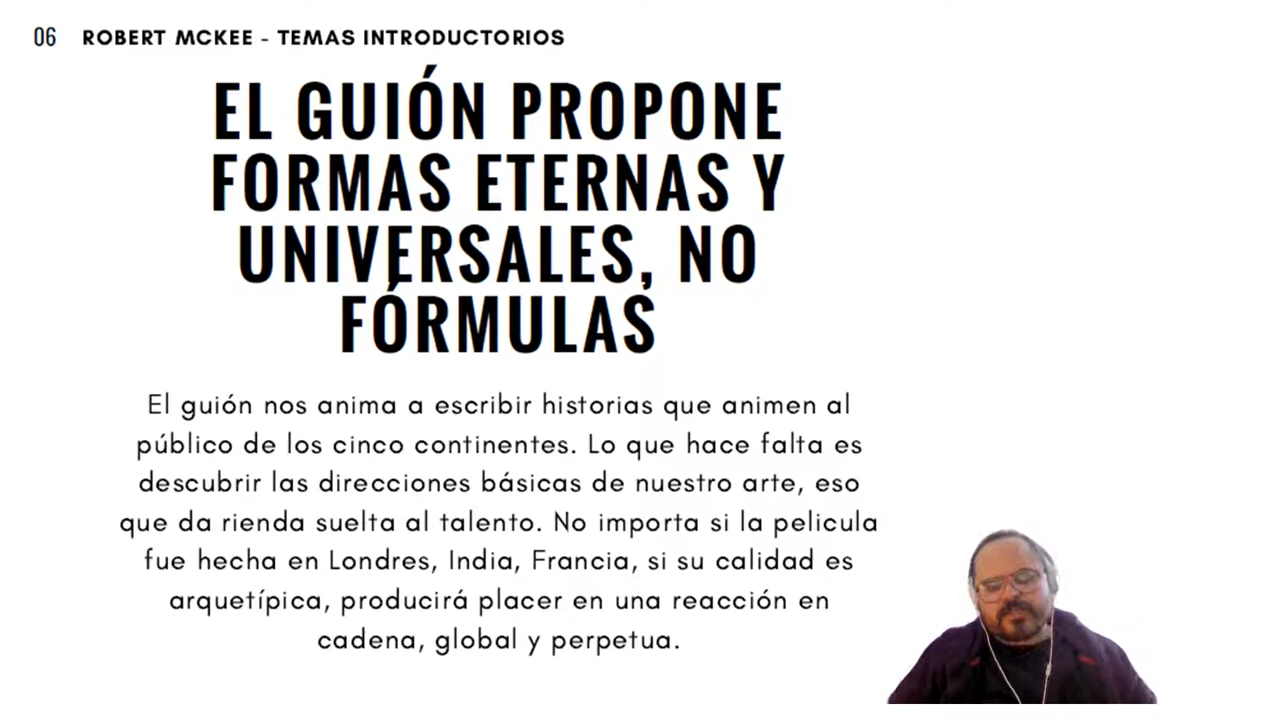 06 ROBERT MCKEE - TEMAS INTRODUCTORIOS
EL GUIÓN PROPONE
FORMAS ETERNAS Y
UNIVERSALES, NO
FÓRMULAS
El guión nos anima a escribir historias que animen al
público de los cinco continentes. Lo que hace falta es
descubrir las direcciones básicas de nuestro arte, eso
que da rienda suelta al talento. No importa si la pelicula
fue hecha en Londres, India, Francia, si su calidad es
arquetípica, producirá placer en una reacción en
cadena, global y perpetua.